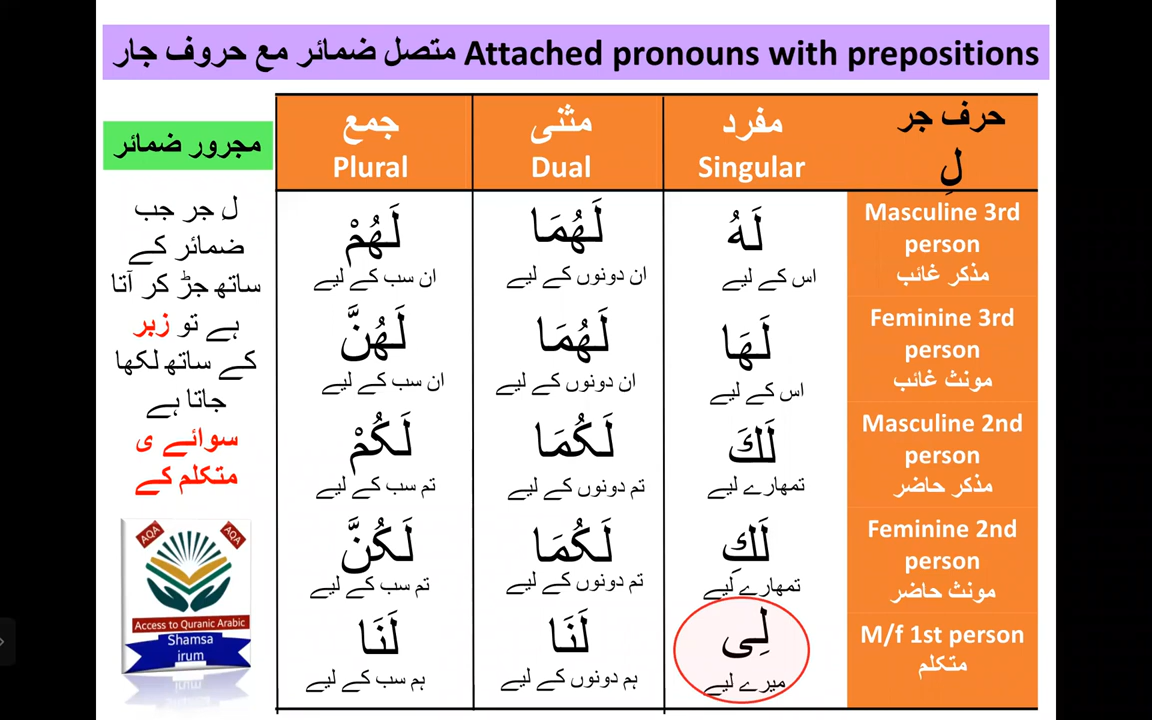 متصل ضمائر مع حروف جار Attached pronouns with prepositions
حرف جر
لِ
مفرد
Singular
مثنی
Dual
جمع
Plural
Masculine 3rd
person
مذکر غائب
لَهُ
اس کے لیے
لَهُمَا
ان دونوں کے لیے
لَهُمْ
ان سب کے لیے
Feminine 3rd
person
مونث غائب
لَهَا
اس کے لیے
لَهُمَا
ان دونوں کے لیے
لَهُنَّ
ان سب کے لیے
Masculine 2nd
person
مذکر حاضر
لَكَ
تمہارے لیے
لَكُمَا
تم دونوں کے لیے
لَكُمْ
تم سب کے لیے
Feminine 2nd
person
مونث حاضر
لَكِ
تمہارے لیے
لَكُمَا
تم دونوں کے لیے
لَكُنَّ
تم سب کے لیے
M/f 1st person
متکلم
لِى
میرے لیے
لَنَا
ہم دونوں کے لیے
لَنَا
ہم سب کے لیے
مجرور ضمائر
لِ جر جب
ضمائر کے
ساتھ جڑ کر آتا
ہے تو زبر
کے ساتھ لکھا
جاتا ہے
سوائے ی
متکلم کے
AQA
AQA
Access to Quranic Arabic
Shamsa
irum